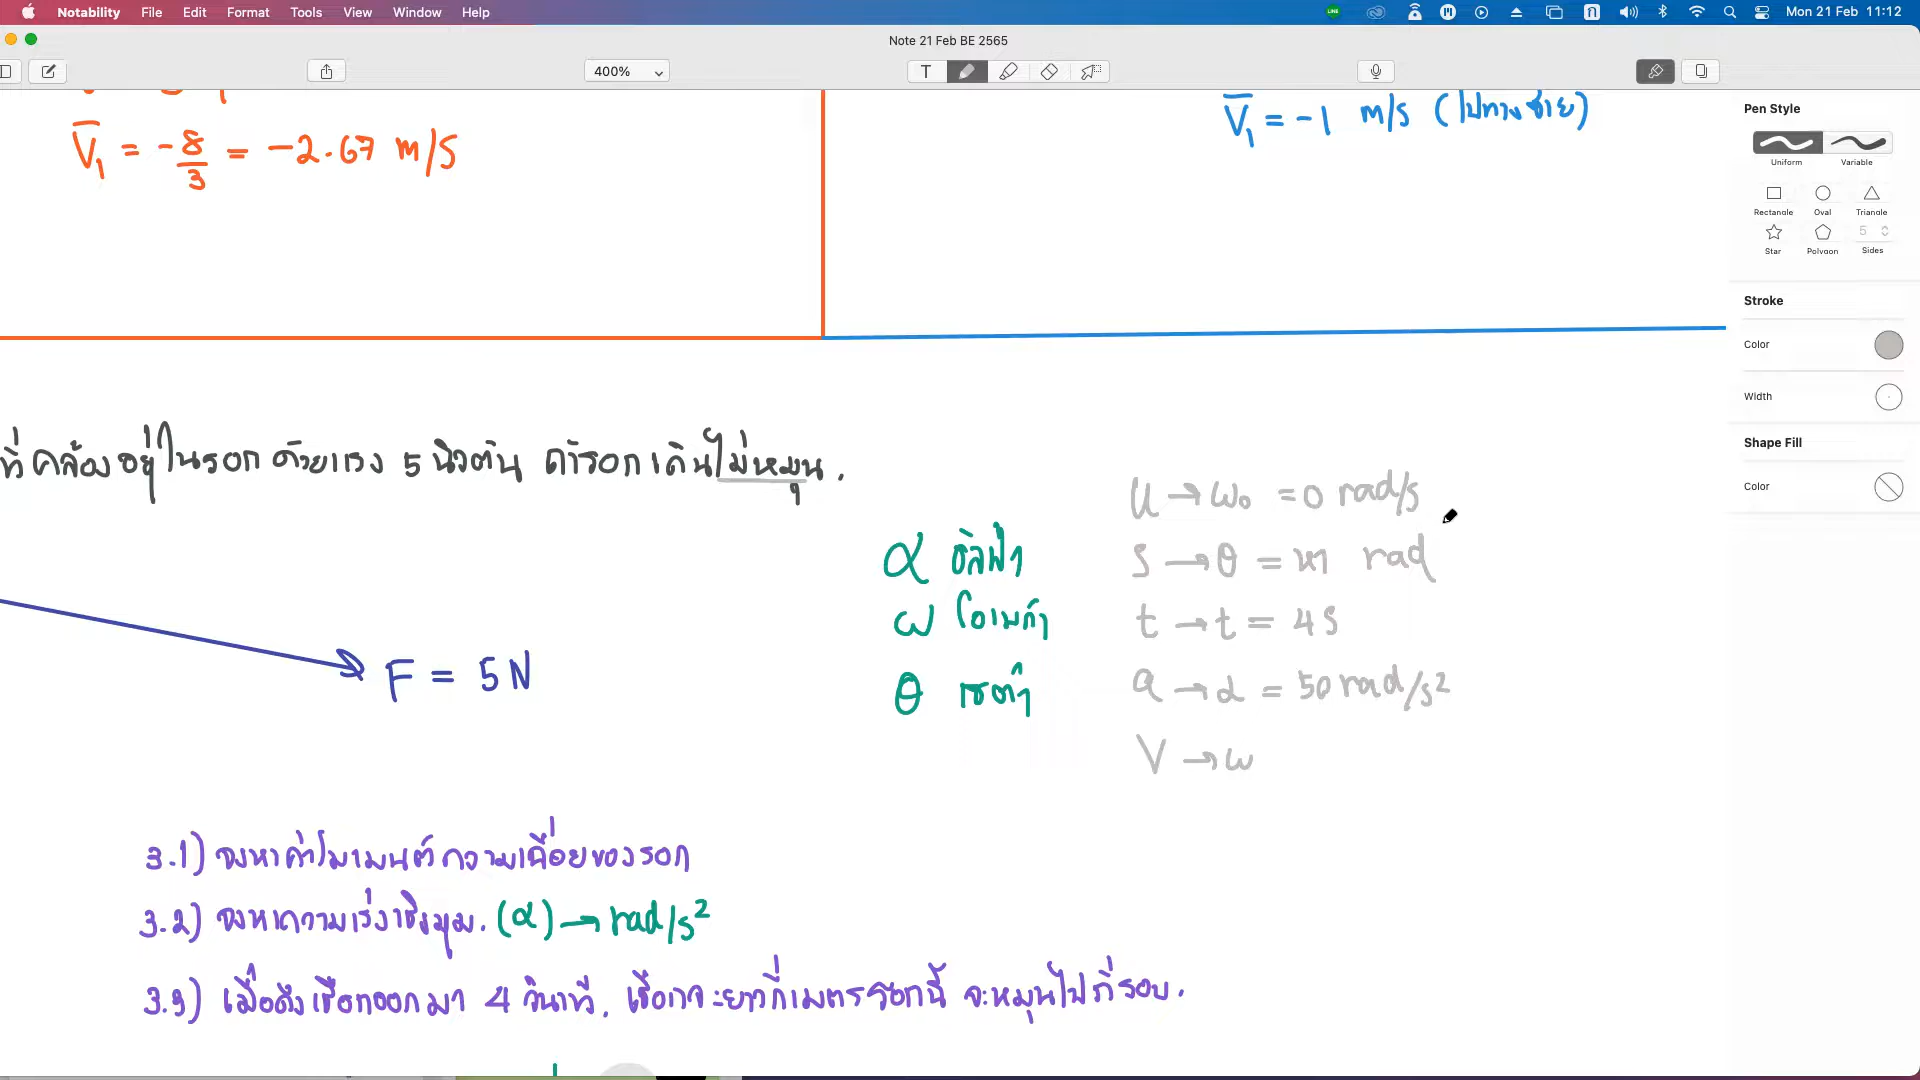 Notability File Edit Format Tools View Window Help
LINE
ก
Mon 21 Feb 11:12
Note 21 Feb BE 2565
400%
T
Pen Style
Uniform Variable
Rectangle Oval Triangle
5
Star Polygon Sides
Stroke
Color
Width
Shape Fill
Color
V̅₁ = -8/3 = -2.67 m/s
V̅₁ = -1 m/s (ไปทางซ้าย)
ที่คล้องอยู่ในรอกด้วยแรง 5 นิวตัน ถ้ารอกเดิมไม่หมุน.
F = 5 N
α อัลฟ่า
ω โอเมก้า
θ เซต้า
u → ω₀ = 0 rad/s
s → θ = หา rad
t → t = 4 s
a → α = 50 rad/s²
V → ω
3.1) จงหาค่าโมเมนต์ความเฉื่อยของรอก
3.2) จงหาความเร่งเชิงมุม. (α) → rad/s²
3.3) เมื่อดึงเชือกออกมา 4 วินาที. เชือกจะยาวกี่เมตร รอกนี้ จะหมุนไปกี่รอบ.